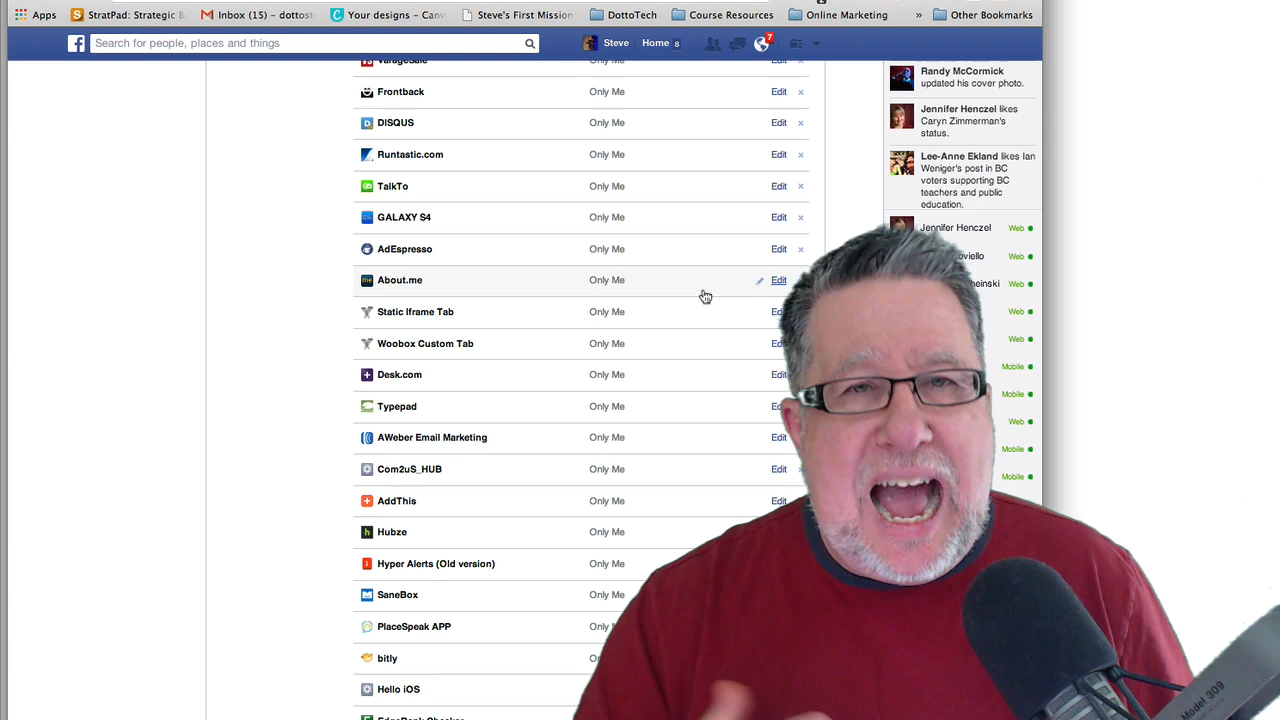 Apps
StratPad: Strategic B
Inbox (15) – dottost
Your designs – Canv
Steve's First Mission
DottoTech
Course Resources
Online Marketing
»
Other Bookmarks
Search for people, places and things
Steve
Home 8
7
VarageSale
Edit
Frontback Only Me Edit ×
DISQUS Only Me Edit ×
Runtastic.com Only Me Edit ×
TalkTo Only Me Edit ×
GALAXY S4 Only Me Edit ×
AdEspresso Only Me Edit ×
About.me Only Me Edit
Static Iframe Tab Only Me
Woobox Custom Tab Only Me
Desk.com Only Me
Typepad Only Me
AWeber Email Marketing Only Me Edit
Com2uS_HUB Only Me Edit
AddThis Only Me Edit
Hubze Only Me
Hyper Alerts (Old version) Only Me
SaneBox Only
PlaceSpeak APP Only
bitly
Hello iOS
Randy McCormick
updated his cover photo.
Jennifer Henczel likes
Caryn Zimmerman's
status.
Lee-Anne Ekland likes Ian
Weniger's post in BC
voters supporting BC
teachers and public
education.
Jennifer Henczel Web
Web
Web
Web
Web
Mobile
Mobile
Web
Mobile
Mobile
Model 309